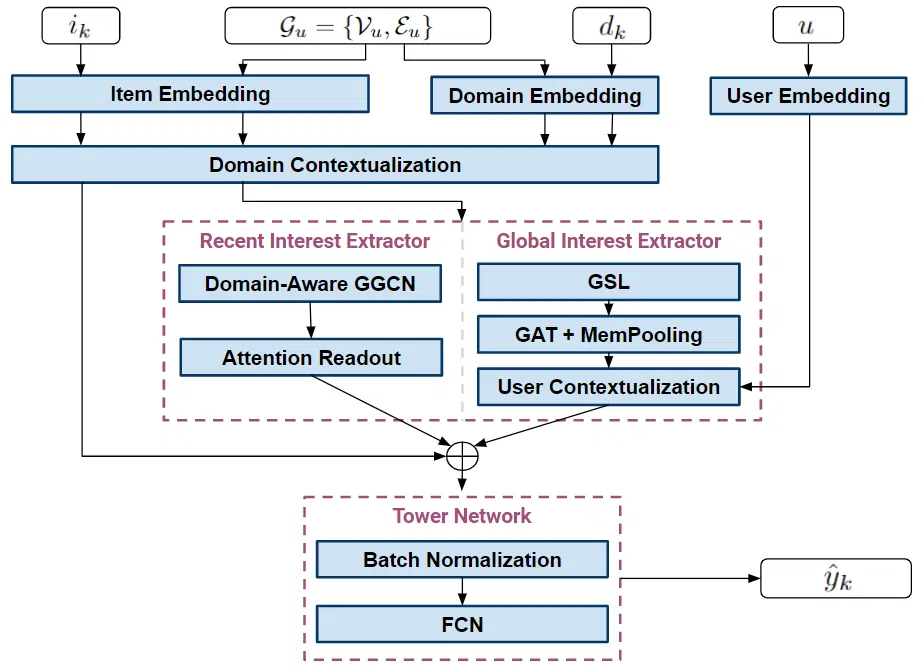 i_k
𝒢_u = {𝒱_u, ℰ_u}
d_k
u
Item Embedding
Domain Embedding
User Embedding
Domain Contextualization
Recent Interest Extractor
Global Interest Extractor
Domain-Aware GGCN
GSL
Attention Readout
GAT + MemPooling
User Contextualization
Tower Network
Batch Normalization
FCN
ŷ_k